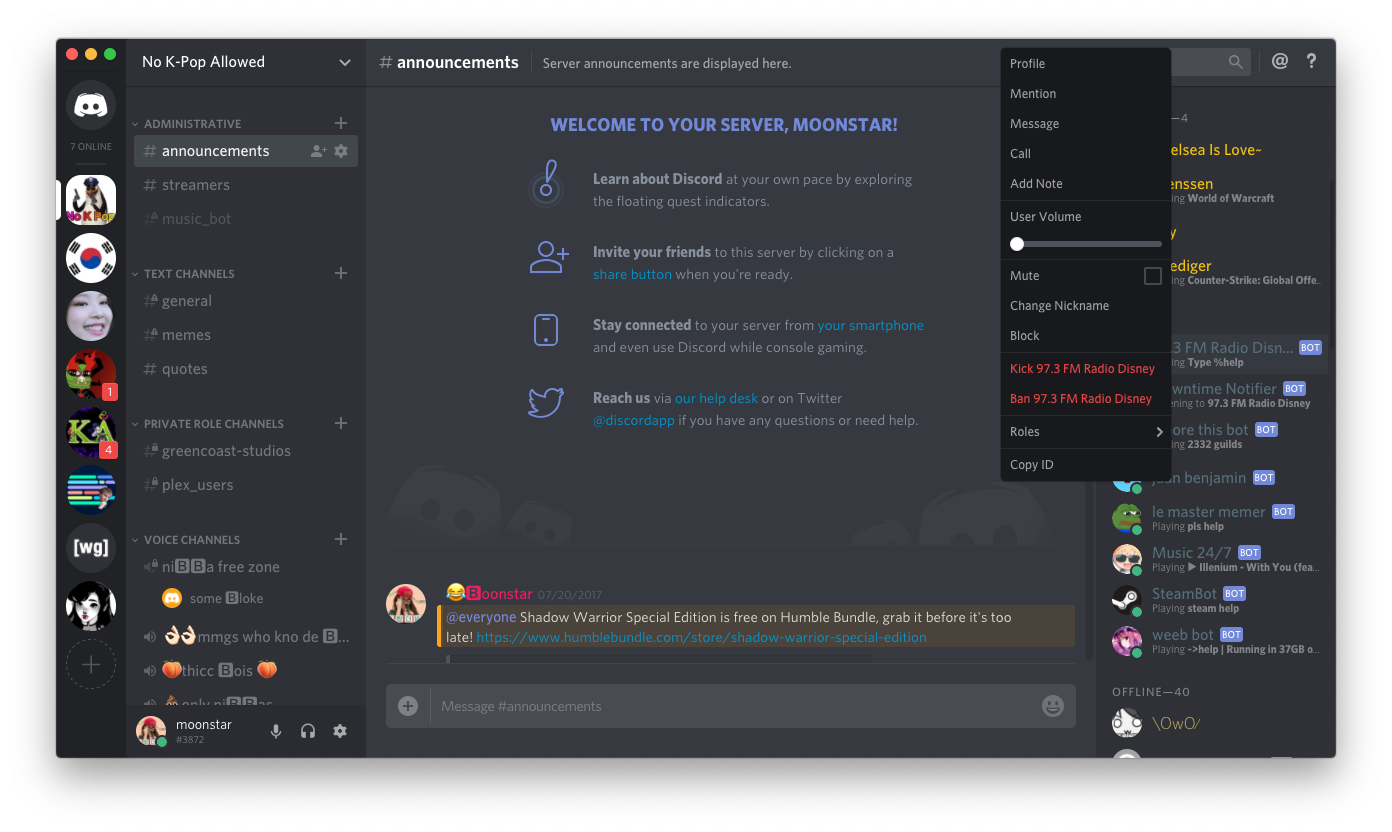 No K-Pop Allowed
7 ONLINE
No K Pop
1
4
[wg]
ADMINISTRATIVE
# announcements
# streamers
# music_bot
TEXT CHANNELS
# general
# memes
# quotes
PRIVATE ROLE CHANNELS
# greencoast-studios
# plex_users
VOICE CHANNELS
ni🅱🅱a free zone
some 🅱loke
👌🏻👌🏻mmgs who kno de 🅱...
🍑thicc 🅱ois 🍑
only ni🅱🅱as
moonstar
#3872
# announcements
Server announcements are displayed here.
WELCOME TO YOUR SERVER, MOONSTAR!
Learn about Discord at your own pace by exploring
the floating quest indicators.
Invite your friends to this server by clicking on a
share button when you're ready.
Stay connected to your server from your smartphone
and even use Discord while console gaming.
Reach us via our help desk or on Twitter
@discordapp if you have any questions or need help.
😂🅱oonstar 07/20/2017
@everyone Shadow Warrior Special Edition is free on Humble Bundle, grab it before it's too
late! https://www.humblebundle.com/store/shadow-warrior-special-edition
Message #announcements
Profile
Mention
Message
Call
Add Note
User Volume
Mute
Change Nickname
Block
Kick 97.3 FM Radio Disney
Ban 97.3 FM Radio Disney
Roles
Copy ID
@ ?
—4
elsea Is Love~
enssen
ing World of Warcraft
y
ediger
ing Counter-Strike: Global Offe..
.3 FM Radio Disn... BOT
ing Type %help
wntime Notifier BOT
ening to 97.3 FM Radio Disney
ore this bot BOT
ing 2332 guilds
juan benjamin BOT
le master memer BOT
Playing pls help
Music 24/7 BOT
Playing ▶ Illenium - With You (fea...
SteamBot BOT
Playing steam help
weeb bot BOT
Playing ->help | Running in 37GB o...
OFFLINE—40
\OwO/